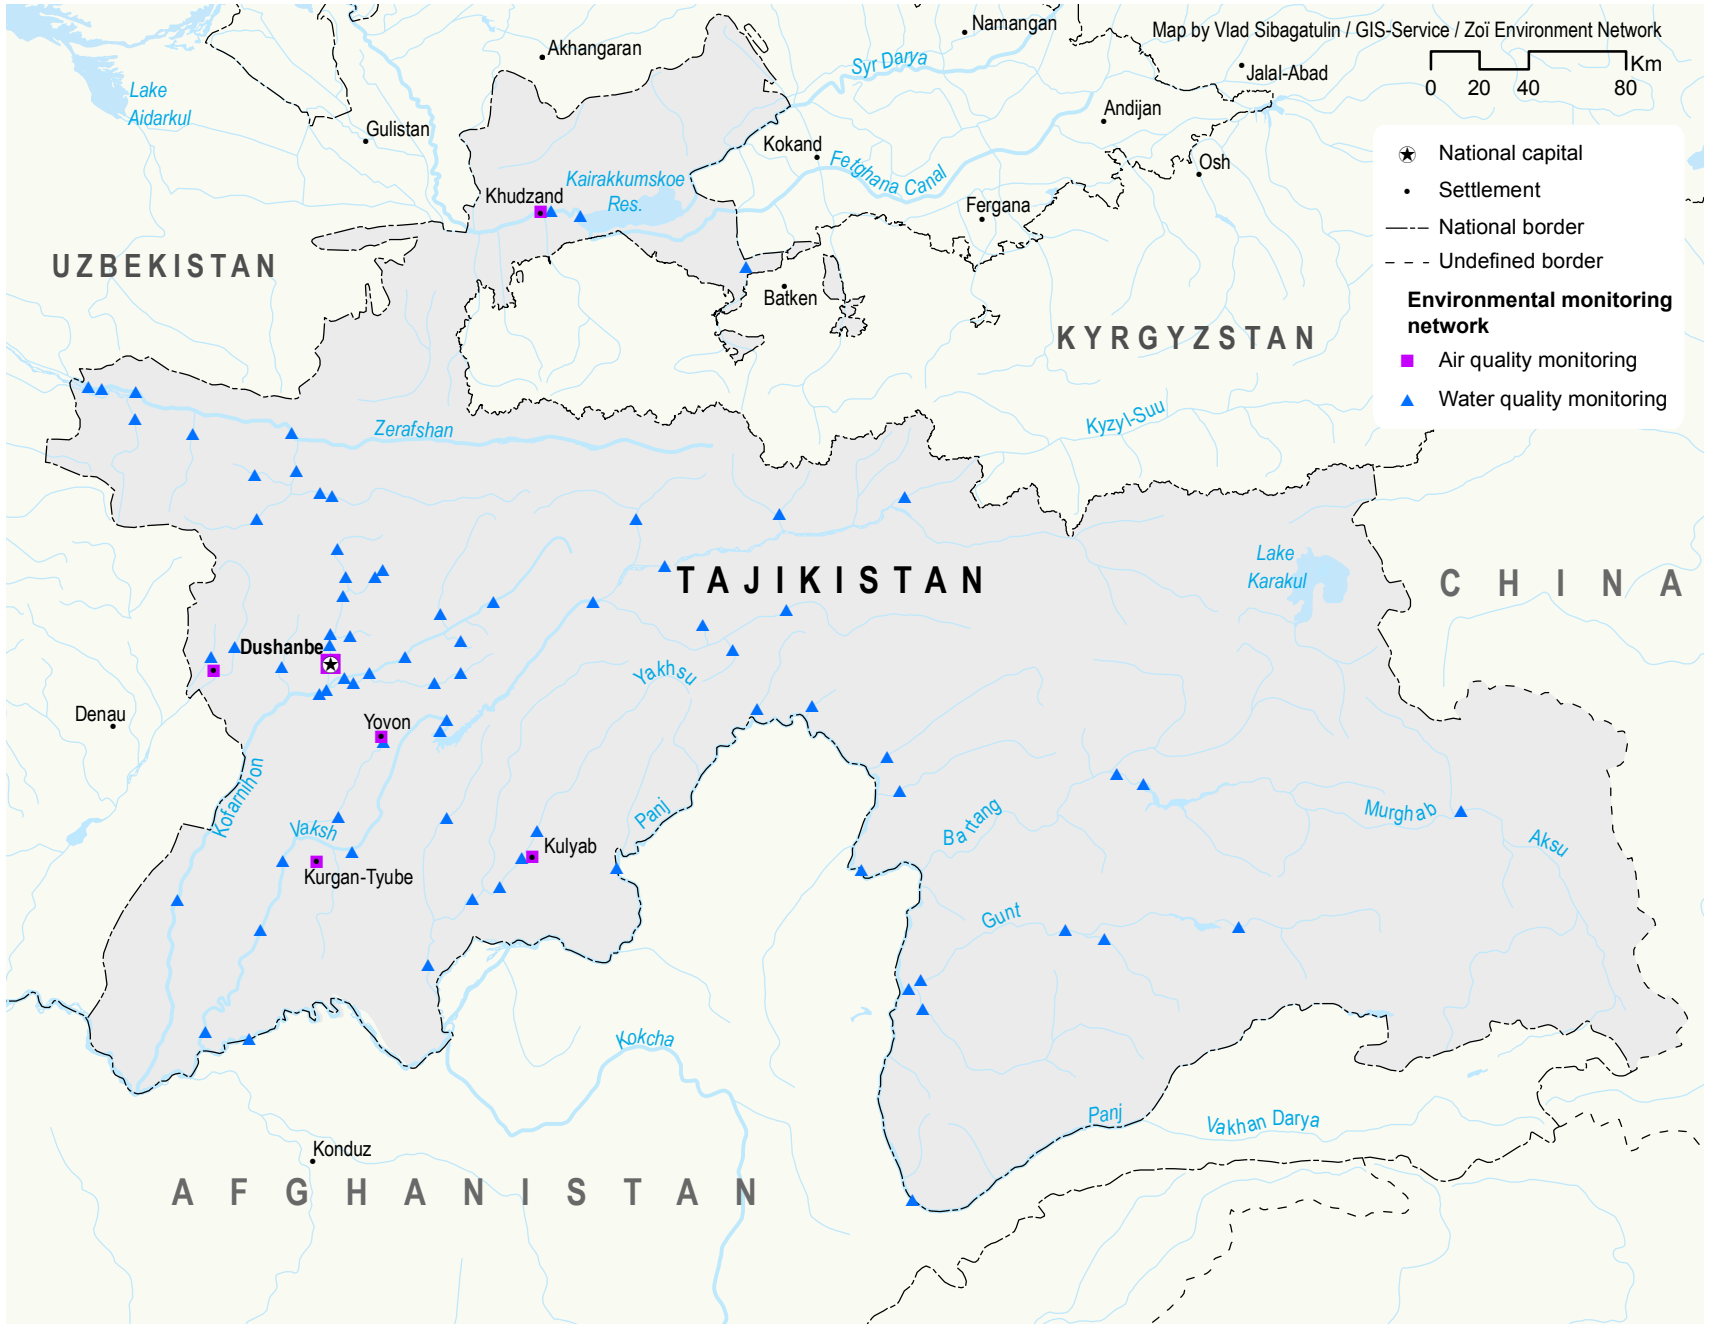 Map by Vlad Sibagatulin / GIS-Service / Zoï Environment Network
Km
0 20 40 80
National capital
Settlement
National border
Undefined border
Environmental monitoring
network
Air quality monitoring
Water quality monitoring
Namangan
Akhangaran
Syr Darya
Jalal-Abad
Lake
Aidarkul
Andijan
Gulistan
Kokand
Fetghana Canal
Osh
Kairakkumskoe
Res.
Khudzand
Fergana
UZBEKISTAN
Batken
KYRGYZSTAN
Zerafshan
Kyzyl-Suu
TAJIKISTAN
Lake
Karakul
CHINA
Dushanbe
Yakhsu
Denau
Yovon
Kofarnihon
Vaksh
Panj
Bartang
Murghab
Aksu
Kulyab
Kurgan-Tyube
Gunt
Kokcha
Panj
Vakhan Darya
Konduz
AFGHANISTAN